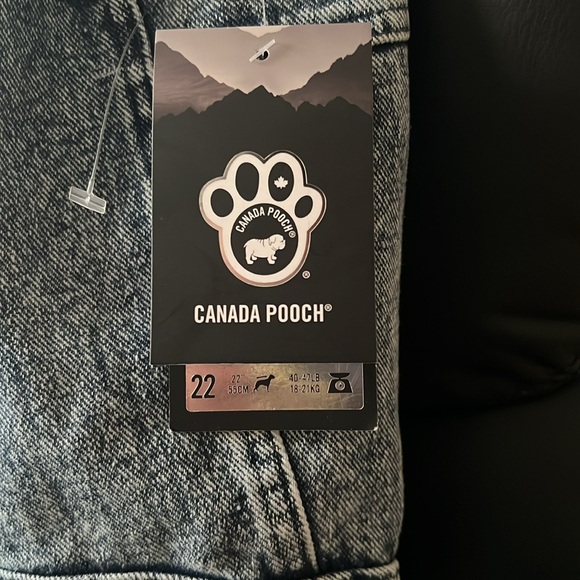 CANADA POOCH®
®
CANADA POOCH®
22
22
55CM
40-47LB
18-21KG